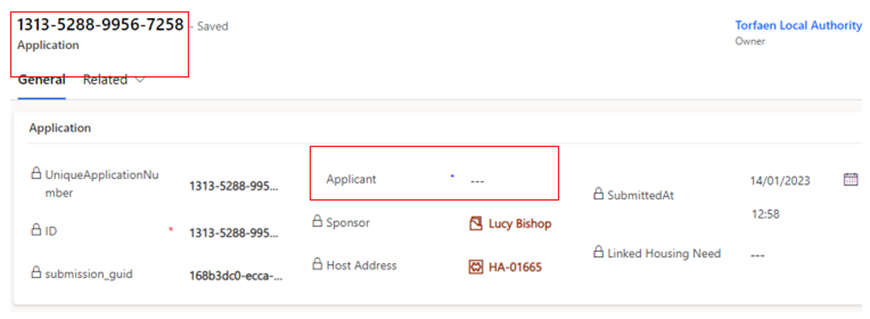 1313-5288-9956-7258 - Saved
Application
Torfaen Local Authority
Owner
General Related
Application
UniqueApplicationNu
mber
1313-5288-995...
ID * 1313-5288-995...
submission_guid 168b3dc0-ecca-...
Applicant * ---
Sponsor Lucy Bishop
Host Address HA-01665
SubmittedAt 14/01/2023
12:58
Linked Housing Need ---